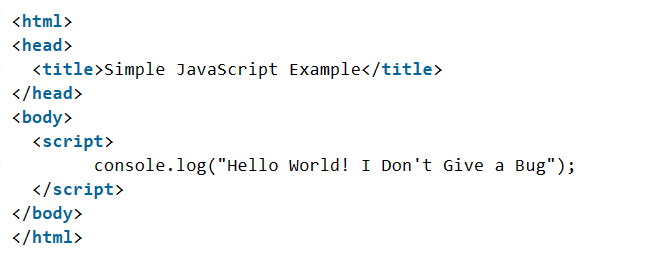 <html>
<head>
  <title>Simple JavaScript Example</title>
</head>
<body>
  <script>
        console.log("Hello World! I Don't Give a Bug");
  </script>
</body>
</html>